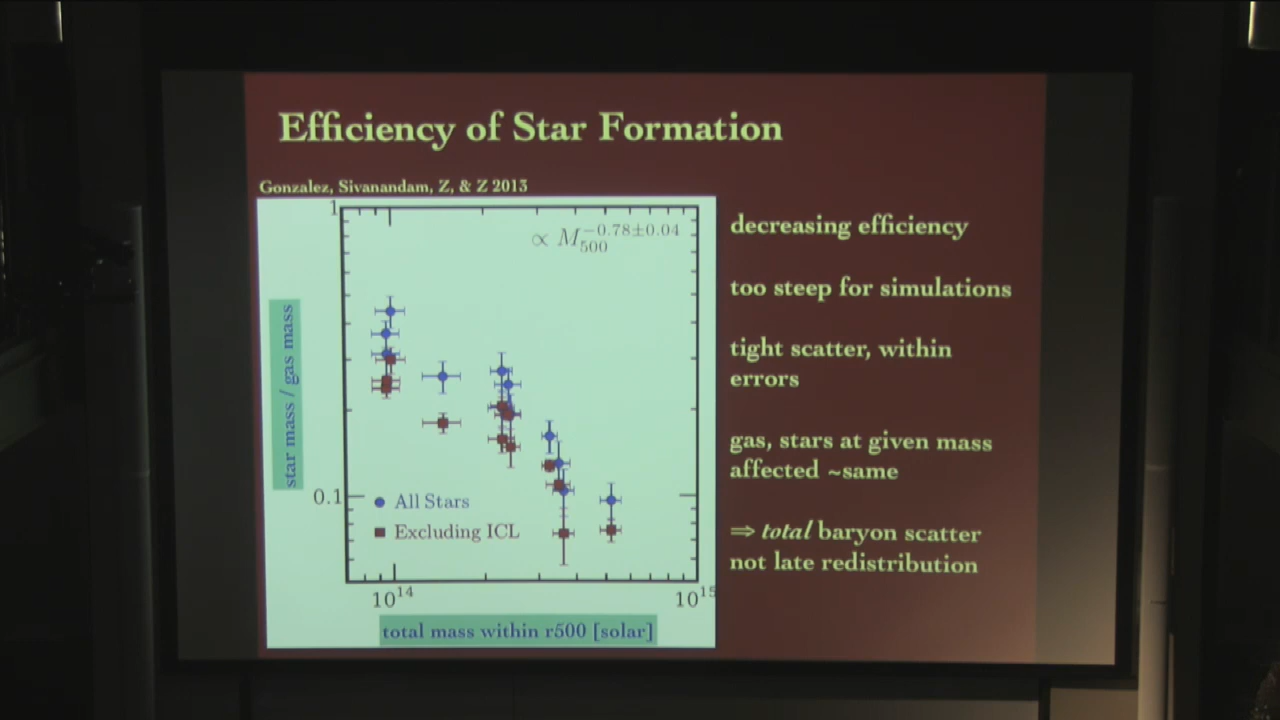 Efficiency of Star Formation
Gonzalez, Sivanandam, Z, & Z 2013
1
∝ M_{500}^{-0.78±0.04}
star mass / gas mass
0.1
All Stars
Excluding ICL
10^{14}
10^{15}
total mass within r500 [solar]
decreasing efficiency
too steep for simulations
tight scatter, within
errors
gas, stars at given mass
affected ~same
⇒ total baryon scatter
not late redistribution